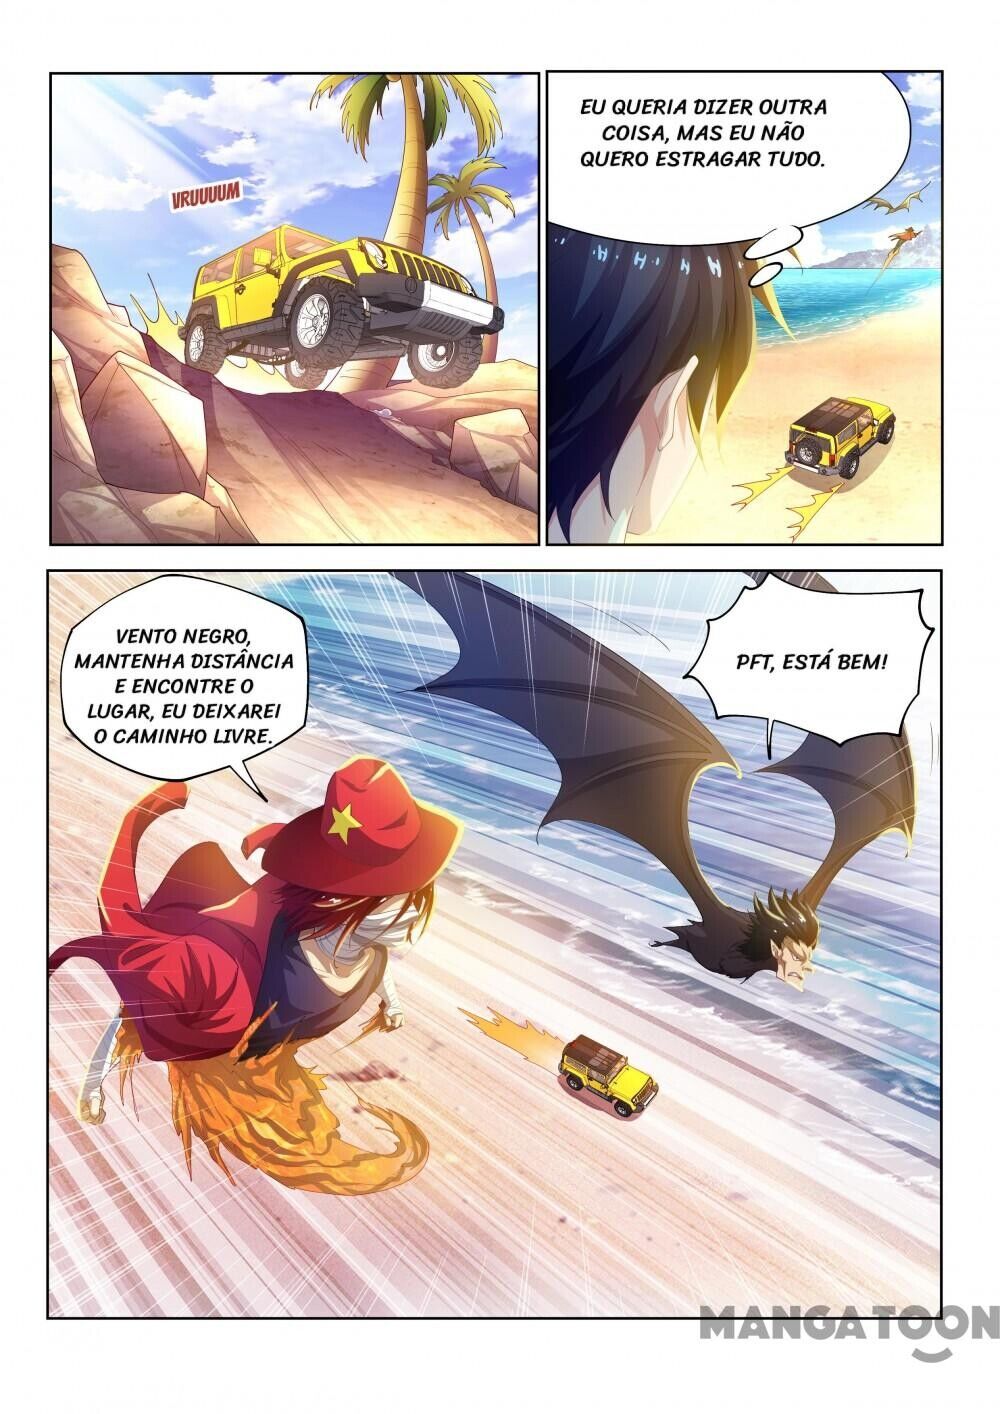 VRUUUUM
EU QUERIA DIZER OUTRA
COISA, MAS EU NÃO
QUERO ESTRAGAR TUDO.
VENTO NEGRO,
MANTENHA DISTÂNCIA
E ENCONTRE O
LUGAR, EU DEIXAREI
O CAMINHO LIVRE.
PFT, ESTÁ BEM!
MANGATOON